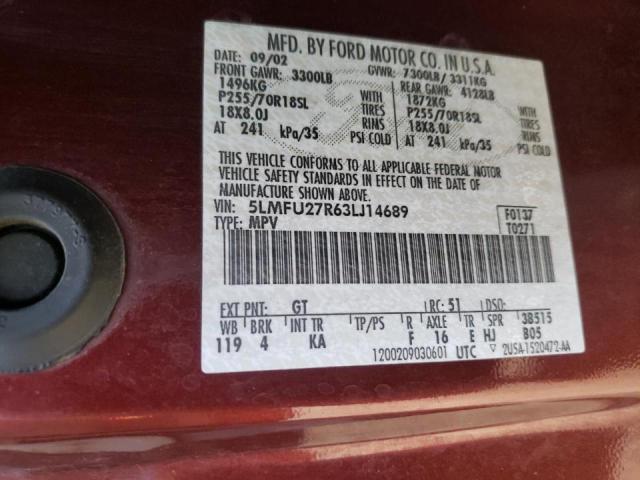 MFD. BY FORD MOTOR CO. IN U.S.A.
DATE: 09/02 GVWR: 7300LB/ 3311KG
FRONT GAWR: 3300LB REAR GAWR: 4128LB
1496KG WITH 1872KG WITH
P255/70R18SL TIRES P255/70R18SL TIRES
18X8.0J RIMS 18X8.0J RIMS
AT 241 kPa/35 PSI COLD AT 241 kPa/35 PSI COLD
THIS VEHICLE CONFORMS TO ALL APPLICABLE FEDERAL MOTOR
VEHICLE SAFETY STANDARDS IN EFFECT ON THE DATE OF
MANUFACTURE SHOWN ABOVE.
VIN: 5LMFU27R63LJ14689 F0137
TYPE: MPV T0271
EXT PNT: GT RC: 51 DSO:
WB BRK INT TR TP/PS R AXLE TR SPR 38515
119 4 KA F 16 E HJ B05
1200209030601 UTC 2USA-1520472-AA